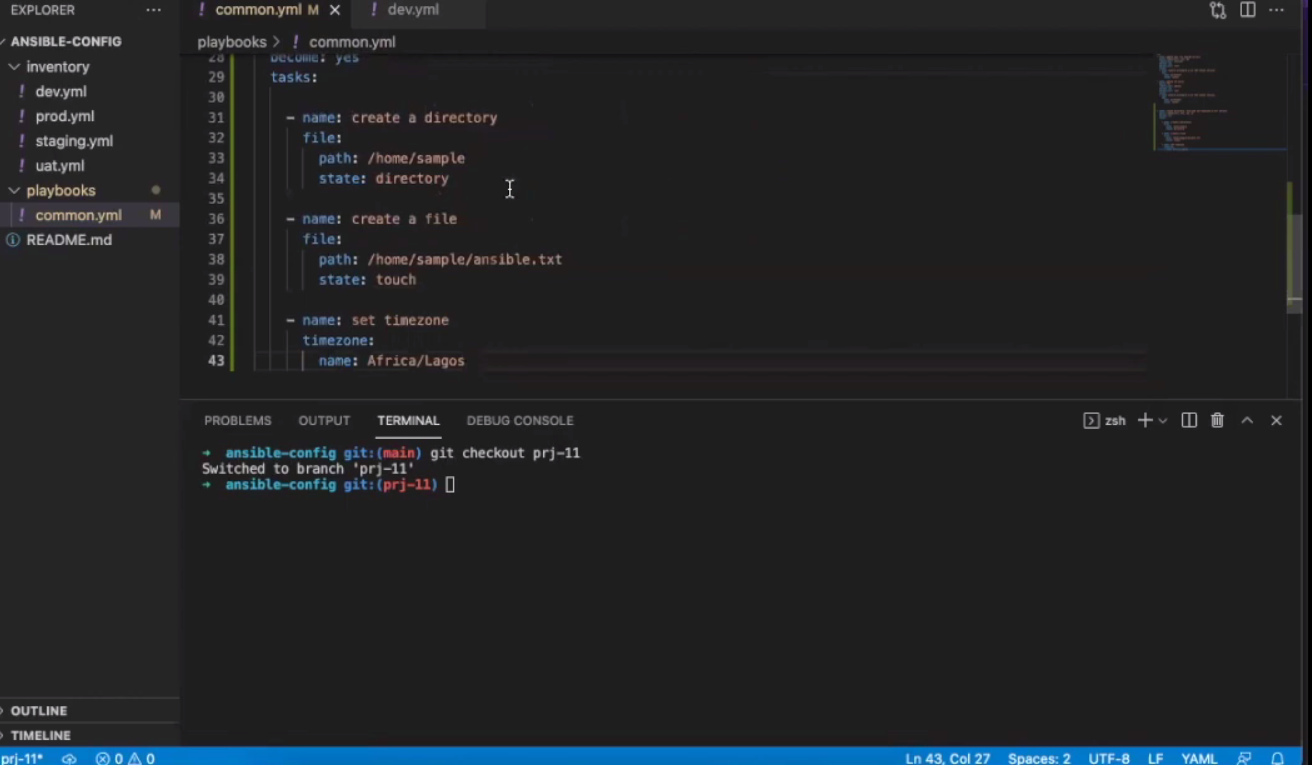 EXPLORER
···
! common.yml M ×
! dev.yml
ANSIBLE-CONFIG
inventory
! dev.yml
! prod.yml
! staging.yml
! uat.yml
playbooks
! common.yml M
README.md
playbooks > ! common.yml
28 become: yes
29 tasks:
30
31 - name: create a directory
32 file:
33 path: /home/sample
34 state: directory
35
36 - name: create a file
37 file:
38 path: /home/sample/ansible.txt
39 state: touch
40
41 - name: set timezone
42 timezone:
43 name: Africa/Lagos
PROBLEMS OUTPUT TERMINAL DEBUG CONSOLE
zsh
➜ ansible-config git:(main) git checkout prj-11
Switched to branch 'prj-11'
➜ ansible-config git:(prj-11)
OUTLINE
TIMELINE
prj-11* 0 0
Ln 43, Col 27 Spaces: 2 UTF-8 LF YAML